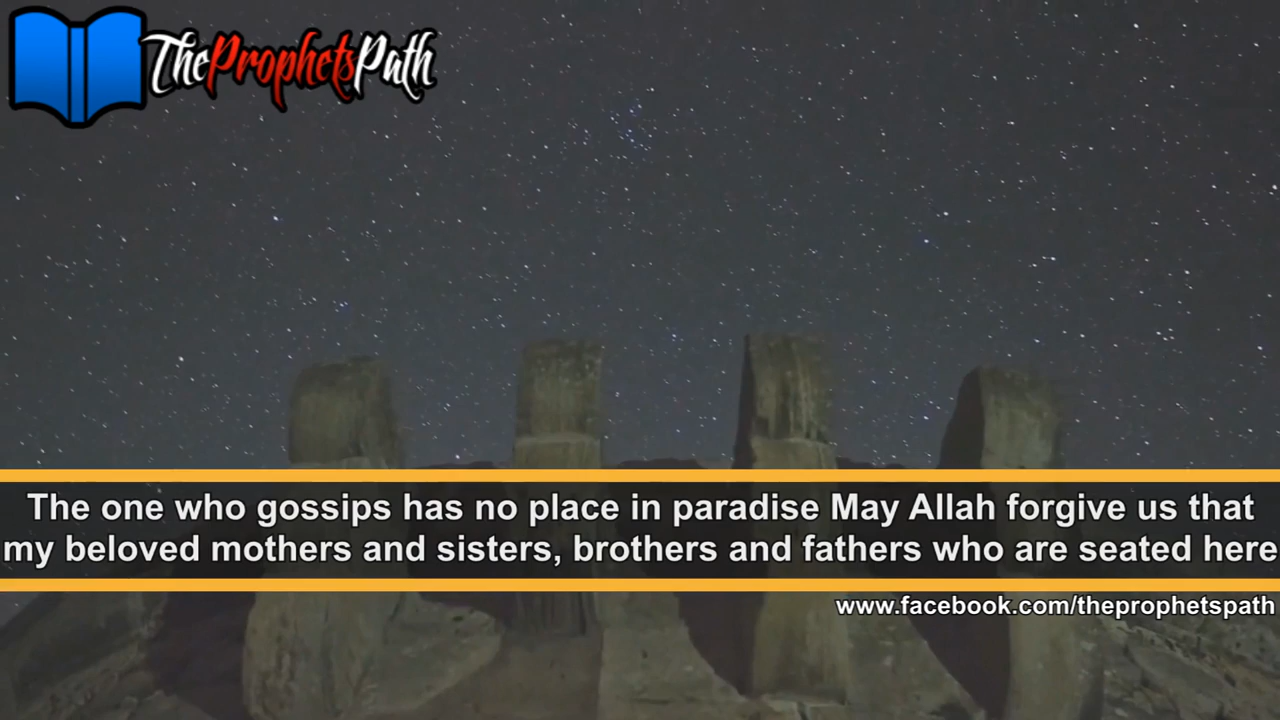 TheProphetsPath
The one who gossips has no place in paradise May Allah forgive us that
my beloved mothers and sisters, brothers and fathers who are seated here
www.facebook.com/theprophetspath